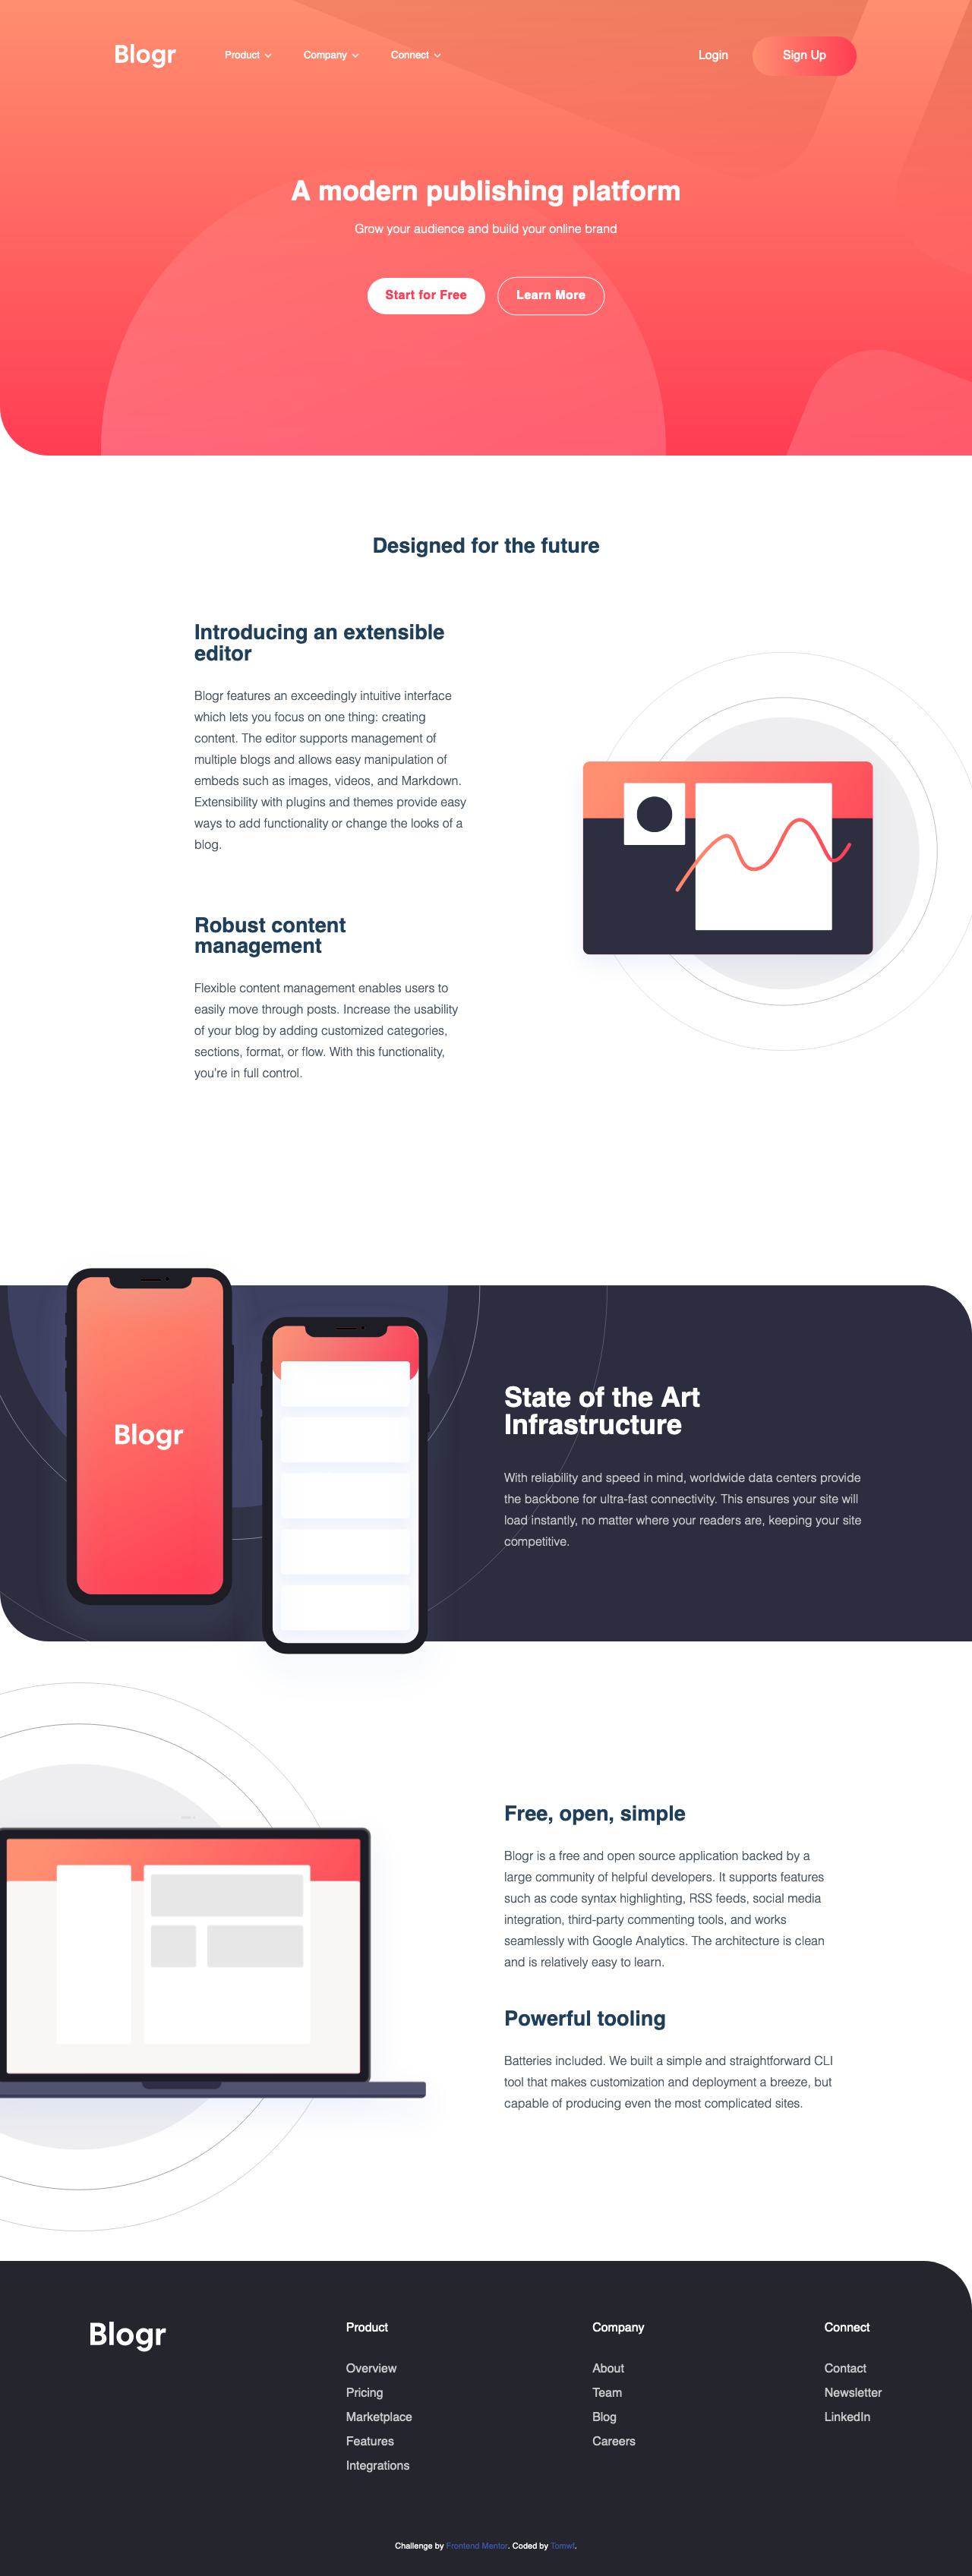 Blogr Product Company Connect Login Sign Up
A modern publishing platform
Grow your audience and build your online brand
Start for Free Learn More
Designed for the future
Introducing an extensible
editor
Blogr features an exceedingly intuitive interface
which lets you focus on one thing: creating
content. The editor supports management of
multiple blogs and allows easy manipulation of
embeds such as images, videos, and Markdown.
Extensibility with plugins and themes provide easy
ways to add functionality or change the looks of a
blog.
Robust content
management
Flexible content management enables users to
easily move through posts. Increase the usability
of your blog by adding customized categories,
sections, format, or flow. With this functionality,
you're in full control.
Blogr
State of the Art
Infrastructure
With reliability and speed in mind, worldwide data centers provide
the backbone for ultra-fast connectivity. This ensures your site will
load instantly, no matter where your readers are, keeping your site
competitive.
Free, open, simple
Blogr is a free and open source application backed by a
large community of helpful developers. It supports features
such as code syntax highlighting, RSS feeds, social media
integration, third-party commenting tools, and works
seamlessly with Google Analytics. The architecture is clean
and is relatively easy to learn.
Powerful tooling
Batteries included. We built a simple and straightforward CLI
tool that makes customization and deployment a breeze, but
capable of producing even the most complicated sites.
Blogr
Product
Overview
Pricing
Marketplace
Features
Integrations
Company
About
Team
Blog
Careers
Connect
Contact
Newsletter
LinkedIn
Challenge by Frontend Mentor. Coded by Tomwf.